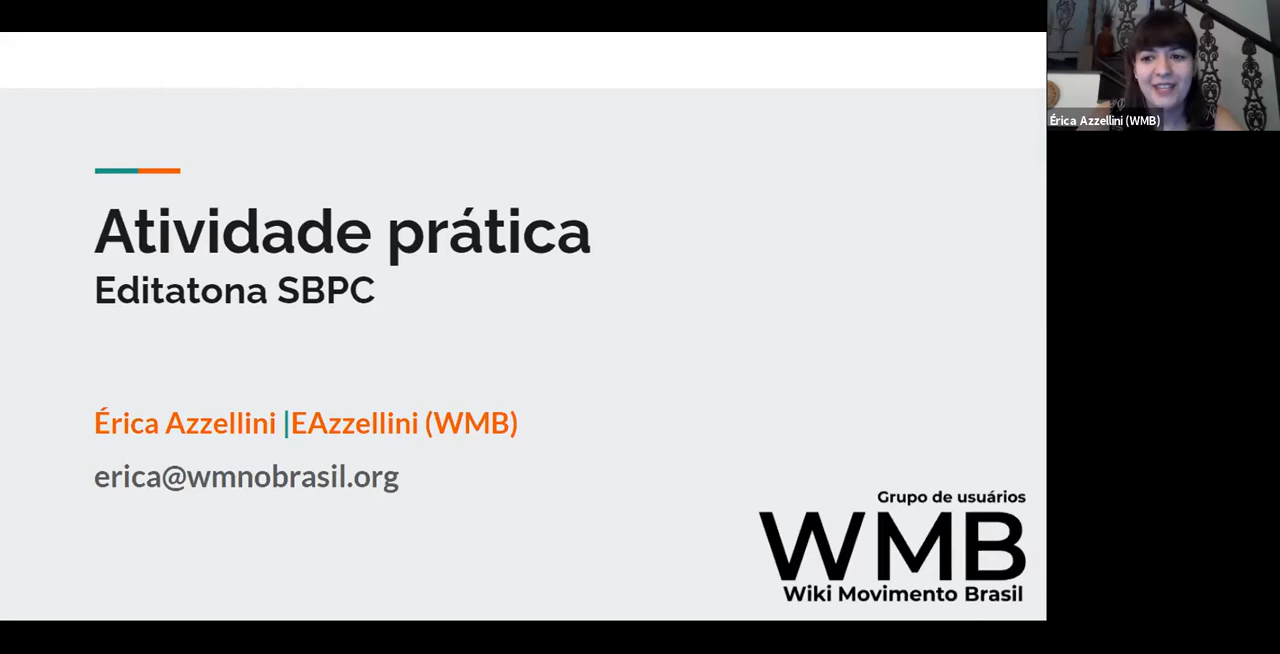 Atividade prática
Editatona SBPC
Érica Azzellini |EAzzellini (WMB)
erica@wmnobrasil.org
Grupo de usuários
WMB
Wiki Movimento Brasil
Érica Azzellini (WMB)